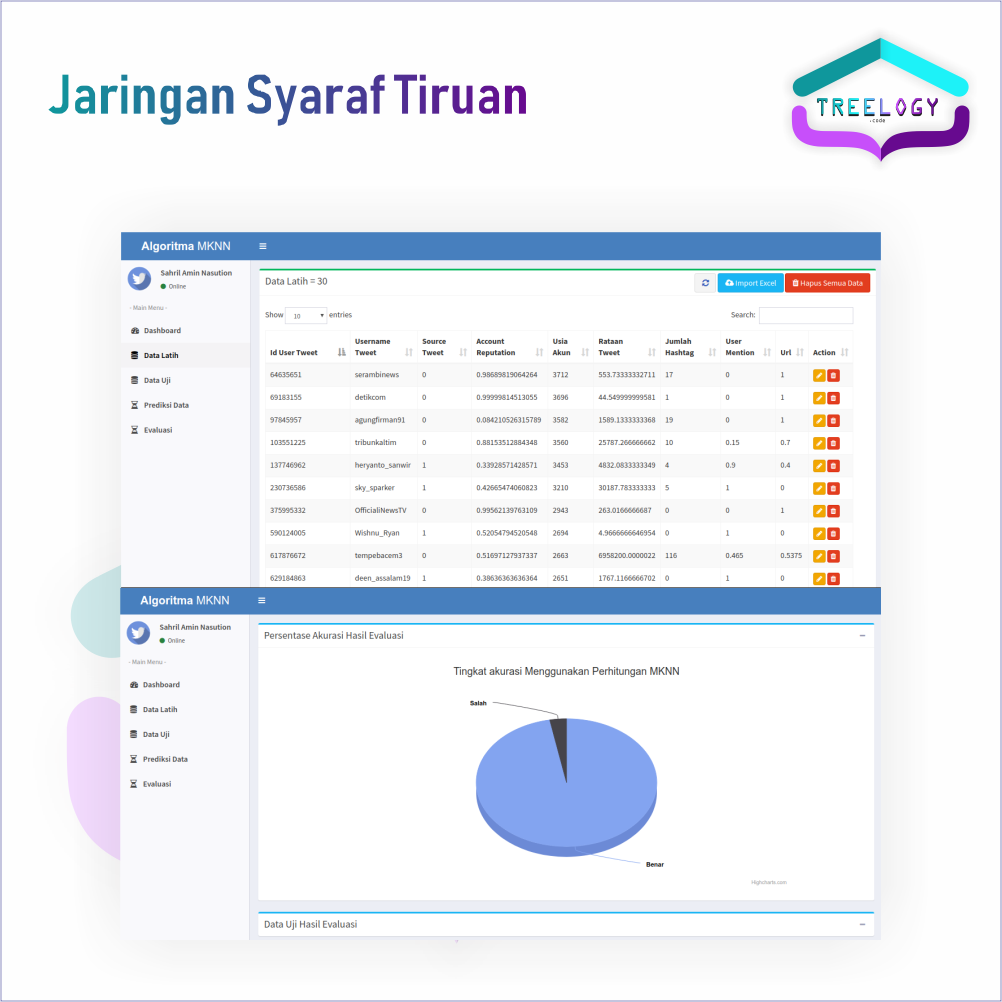 Jaringan Syaraf Tiruan
TREELOGY
.code
Algoritma MKNN
Sahril Amin Nasution
Online
- Main Menu -
Dashboard
Data Latih
Data Uji
Prediksi Data
Evaluasi
Data Latih = 30
Import Excel
Hapus Semua Data
Show 10 entries
Search:
Id User Tweet Username Tweet Source Tweet Account Reputation Usia Akun Rataan Tweet Jumlah Hashtag User Mention Url Action
64635651 serambinews 0 0.98689819064264 3712 553.73333332711 17 0 1
69183155 detikcom 0 0.99999814513055 3696 44.549999999581 1 0 1
97845957 agungfirman91 0 0.084210526315789 3582 1589.1333333368 19 0 1
103551225 tribunkaltim 0 0.88153512884348 3560 25787.266666662 10 0.15 0.7
137746962 heryanto_sanwir 1 0.33928571428571 3453 4832.0833333349 4 0.9 0.4
230736586 sky_sparker 1 0.42665474060823 3210 30187.783333333 5 1 0
375995332 OfficialiNewsTV 0 0.99562139763109 2943 263.0166666687 0 0 1
590124005 Wishnu_Ryan 1 0.52054794520548 2694 4.9666666646954 0 1 0
617876672 tempebacem3 0 0.51697127937337 2663 6958200.0000022 116 0.465 0.5375
629184863 deen_assalam19 1 0.38636363636364 2651 1767.1166666702 0 1 0
Algoritma MKNN
Sahril Amin Nasution
Online
- Main Menu -
Dashboard
Data Latih
Data Uji
Prediksi Data
Evaluasi
Persentase Akurasi Hasil Evaluasi
Tingkat akurasi Menggunakan Perhitungan MKNN
Salah
Benar
Highcharts.com
Data Uji Hasil Evaluasi